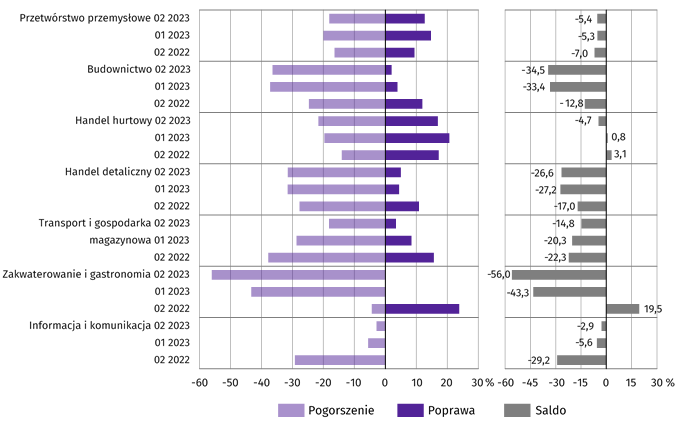 Przetwórstwo przemysłowe 02 2023 -5,4
01 2023 -5,3
02 2022 -7,0
Budownictwo 02 2023 -34,5
01 2023 -33,4
02 2022 -12,8
Handel hurtowy 02 2023 -4,7
01 2023 0,8
02 2022 3,1
Handel detaliczny 02 2023 -26,6
01 2023 -27,2
02 2022 -17,0
Transport i gospodarka 02 2023 -14,8
magazynowa 01 2023 -20,3
02 2022 -22,3
Zakwaterowanie i gastronomia 02 2023 -56,0
01 2023 -43,3
02 2022 19,5
Informacja i komunikacja 02 2023 -2,9
01 2023 -5,6
02 2022 -29,2
-60 -50 -40 -30 -20 -10 0 10 20 30 % -60 -45 -30 -15 0 15 30 %
Pogorszenie Poprawa Saldo